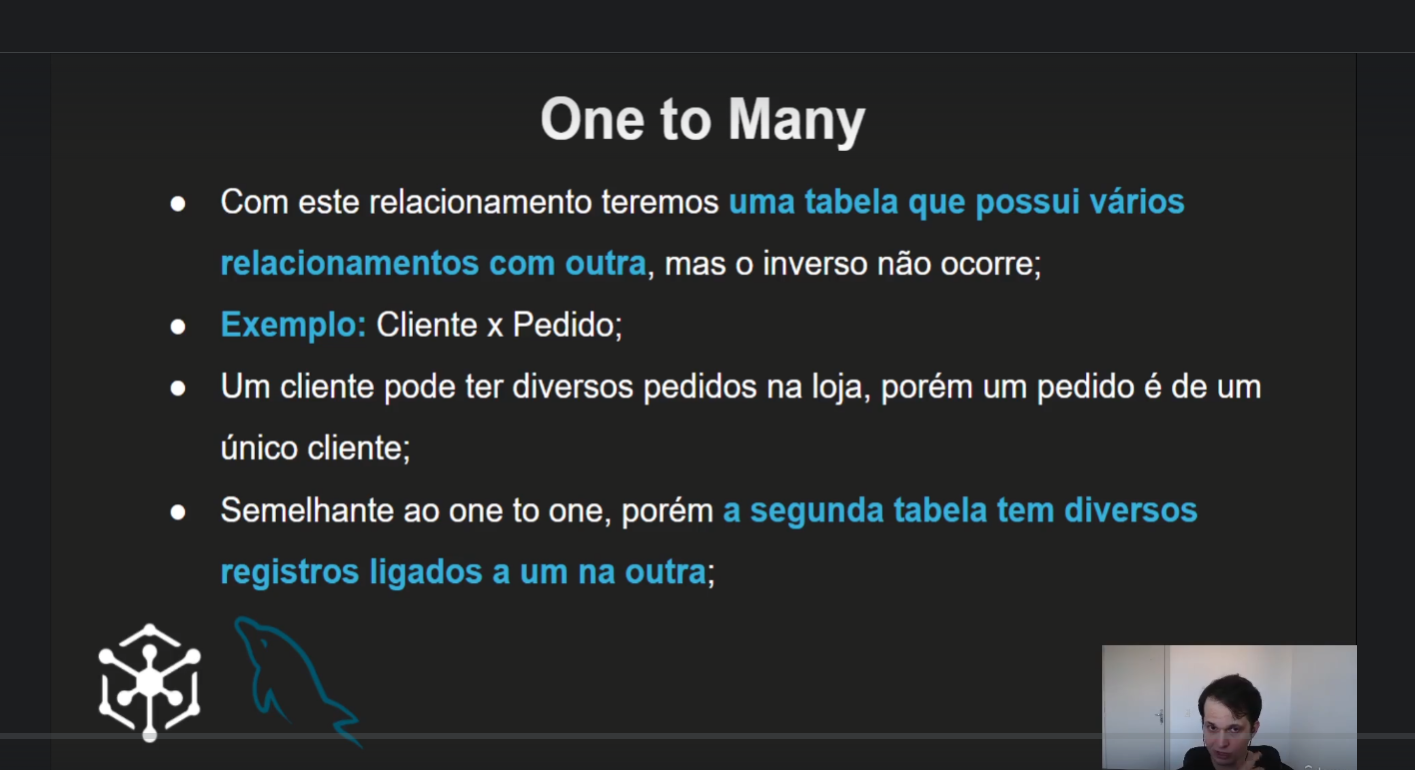 One to Many
● Com este relacionamento teremos uma tabela que possui vários
relacionamentos com outra, mas o inverso não ocorre;
● Exemplo: Cliente x Pedido;
● Um cliente pode ter diversos pedidos na loja, porém um pedido é de um
único cliente;
● Semelhante ao one to one, porém a segunda tabela tem diversos
registros ligados a um na outra;